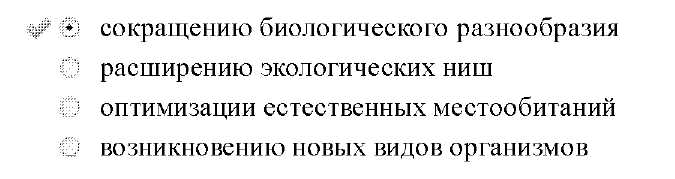 сокращению биологического разнообразия
расширению экологических ниш
оптимизации естественных местообитаний
возникновению новых видов организмов